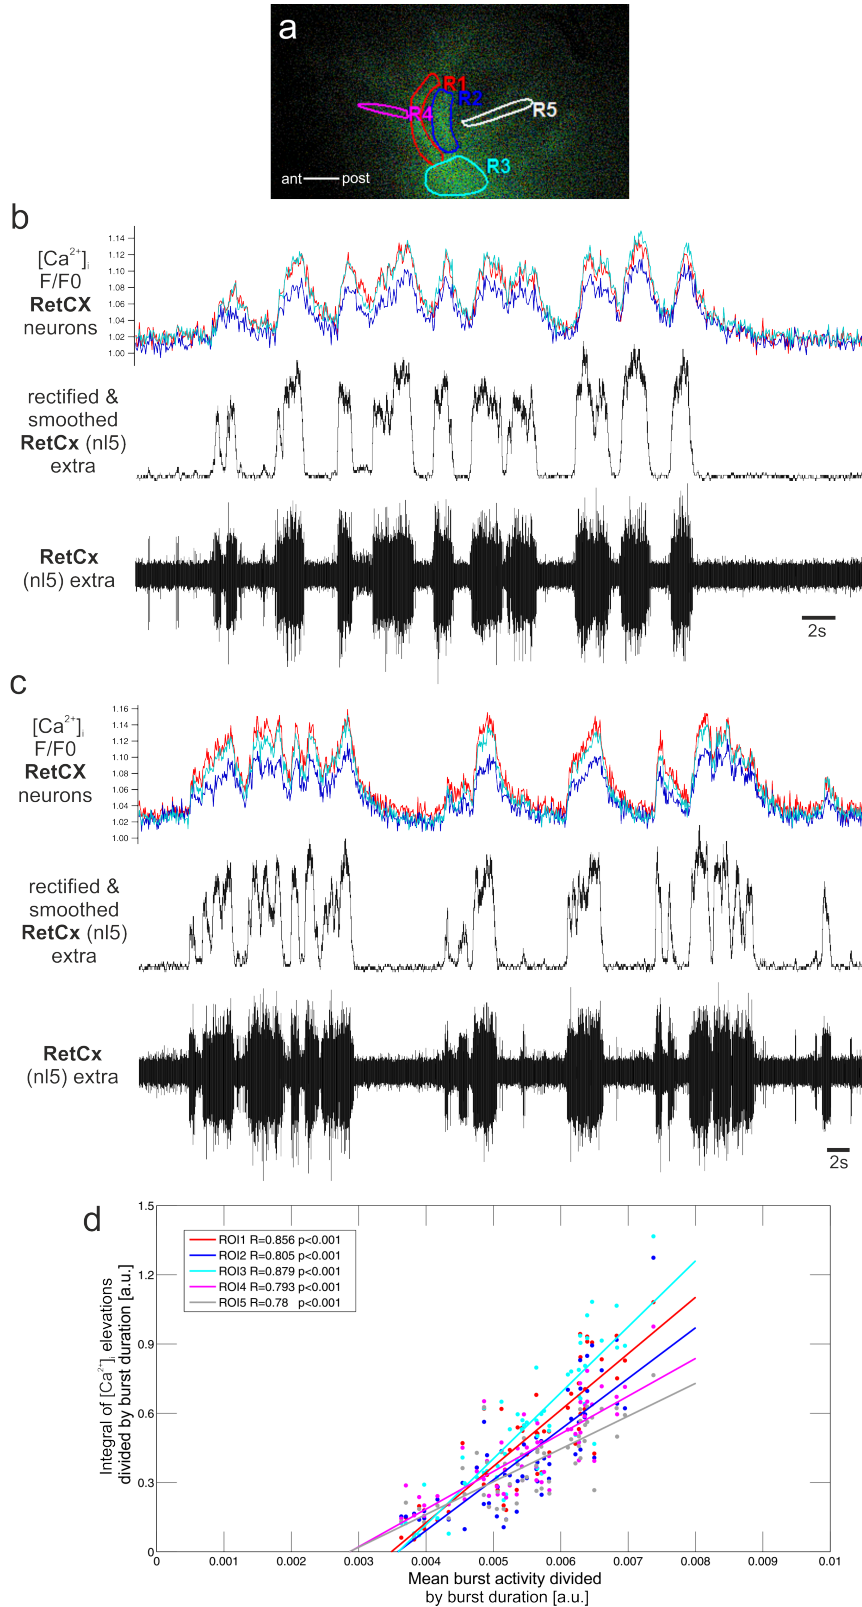 a
R1
R2
R4
R5
R3
ant
post
b
[Ca²⁺]ᵢ
F/F0
RetCX
neurons
1.14
1.12
1.10
1.08
1.06
1.04
1.02
1.00
rectified &
smoothed
RetCx (nl5)
extra
RetCx
(nl5) extra
2s
c
[Ca²⁺]ᵢ
F/F0
RetCX
neurons
1.16
1.14
1.12
1.10
1.08
1.06
1.04
1.02
1.00
rectified &
smoothed
RetCx (nl5)
extra
RetCx
(nl5) extra
2s
d
Integral of [Ca²⁺]ᵢ elevations
divided by burst duration [a.u.]
1.5
1.2
0.9
0.6
0.3
0
ROI1 R=0.856 p<0.001
ROI2 R=0.805 p<0.001
ROI3 R=0.879 p<0.001
ROI4 R=0.793 p<0.001
ROI5 R=0.78 p<0.001
0 0.001 0.002 0.003 0.004 0.005 0.006 0.007 0.008 0.009 0.01
Mean burst activity divided
by burst duration [a.u.]